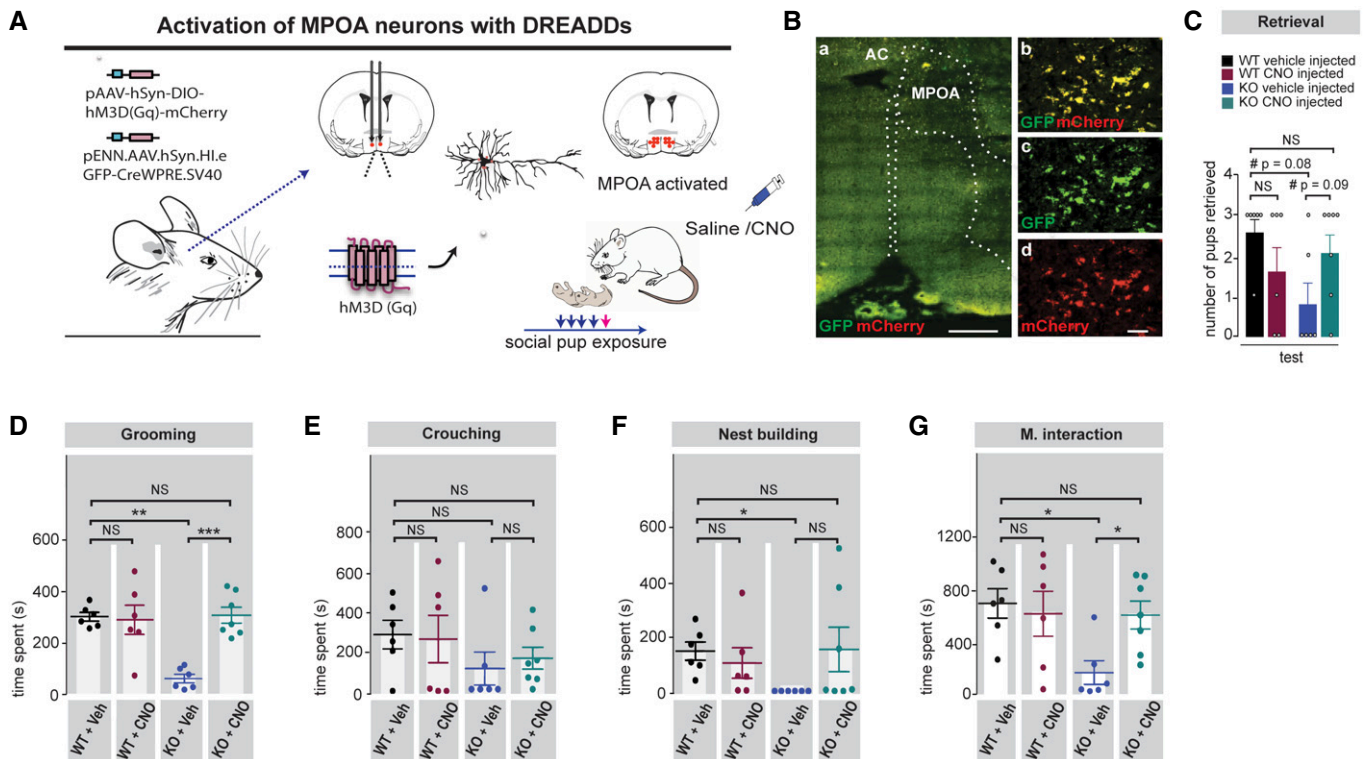 A
Activation of MPOA neurons with DREADDs
pAAV-hSyn-DIO-
hM3D(Gq)-mCherry
pENN.AAV.hSyn.HI.e
GFP-CreWPRE.SV40
hM3D (Gq)
MPOA activated
Saline /CNO
social pup exposure
B
a
AC
MPOA
GFP mCherry
b
GFP mCherry
c
GFP
d
mCherry
C
Retrieval
WT vehicle injected
WT CNO injected
KO vehicle injected
KO CNO injected
NS
# p = 0.08
NS
# p = 0.09
number of pups retrieved
4
3
2
1
0
test
D
Grooming
NS
**
NS
***
time spent (s)
600
400
200
0
WT + Veh
WT + CNO
KO + Veh
KO + CNO
E
Crouching
NS
NS
NS
NS
time spent (s)
800
600
400
200
0
WT + Veh
WT + CNO
KO + Veh
KO + CNO
F
Nest building
NS
*
NS
NS
time spent (s)
600
400
200
0
WT + Veh
WT + CNO
KO + Veh
KO + CNO
G
M. interaction
NS
*
NS
*
time spent (s)
1200
800
400
0
WT + Veh
WT + CNO
KO + Veh
KO + CNO